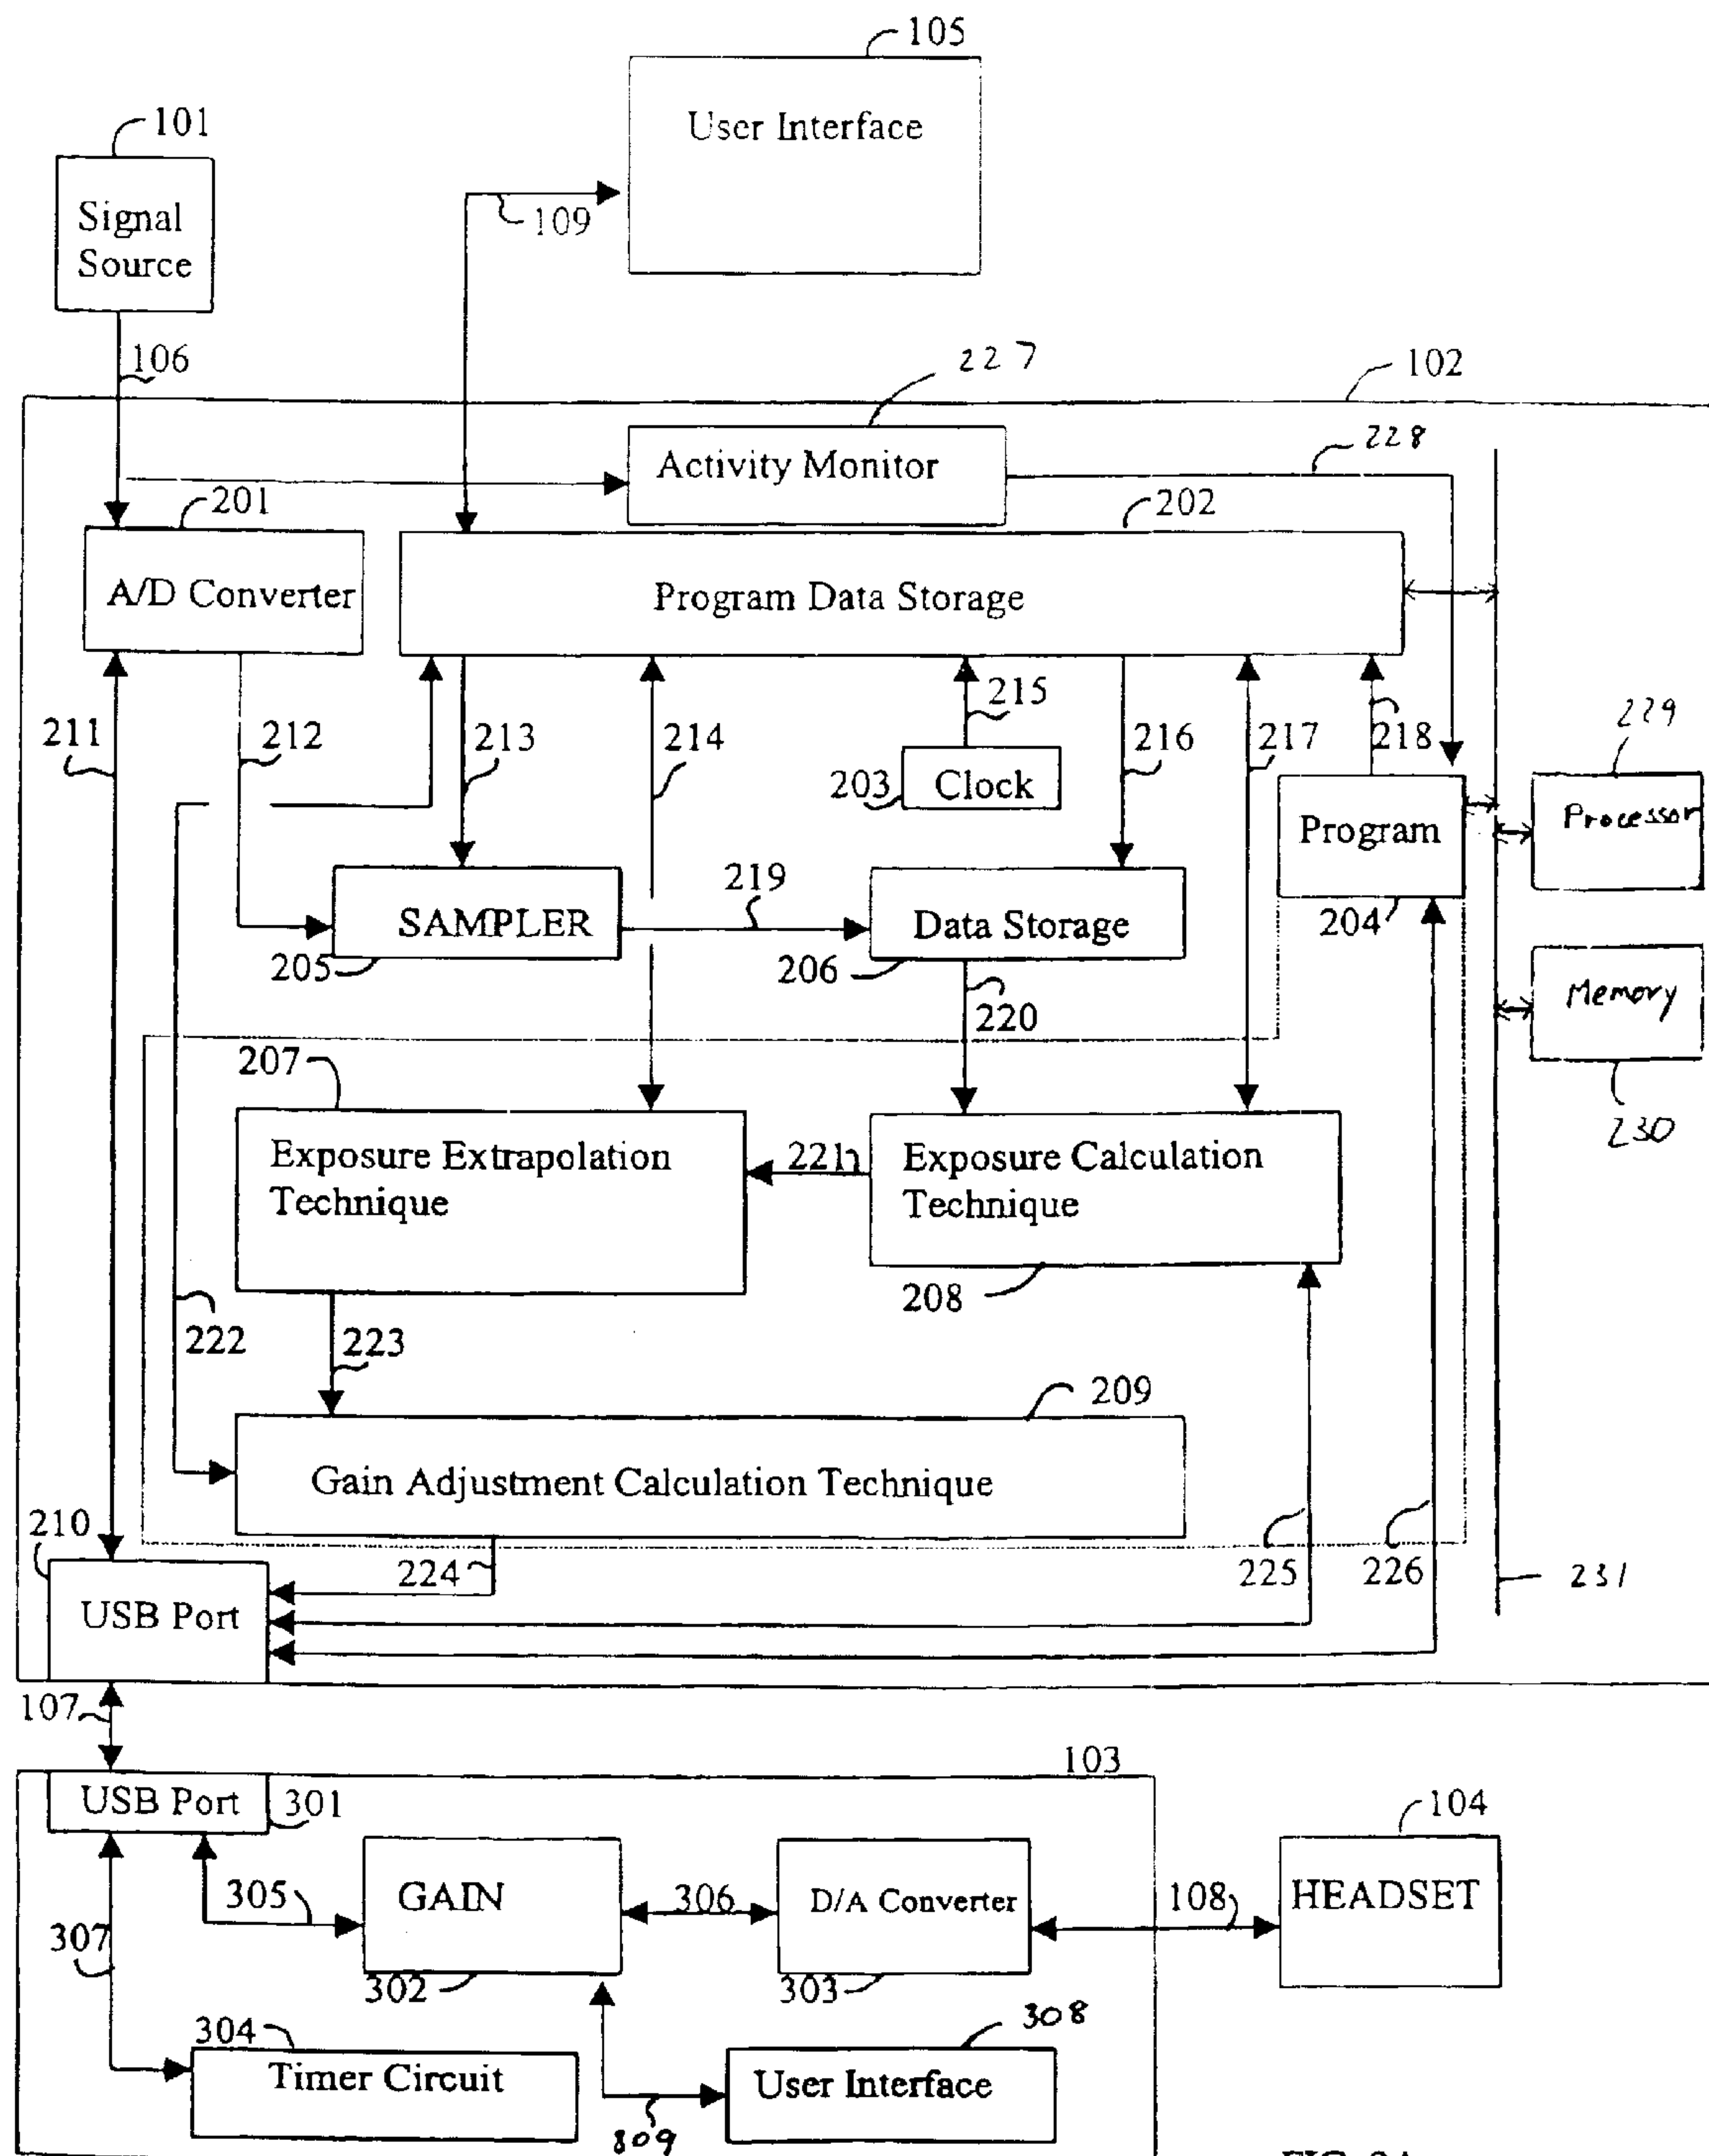 105
101
User Interface
Signal
Source
109
106
227
102
Activity Monitor
228
201
202
A/D Converter
Program Data Storage
211
212
213
214
215
216
217
218
229
203
Clock
Processor
Program
219
SAMPLER
Data Storage
204
205
206
Memory
220
207
230
Exposure Extrapolation
Technique
221
Exposure Calculation
Technique
208
222
223
209
Gain Adjustment Calculation Technique
210
224
225
226
231
USB Port
107
103
USB Port
301
104
305
GAIN
306
D/A Converter
108
HEADSET
307
302
303
304
308
Timer Circuit
User Interface
809